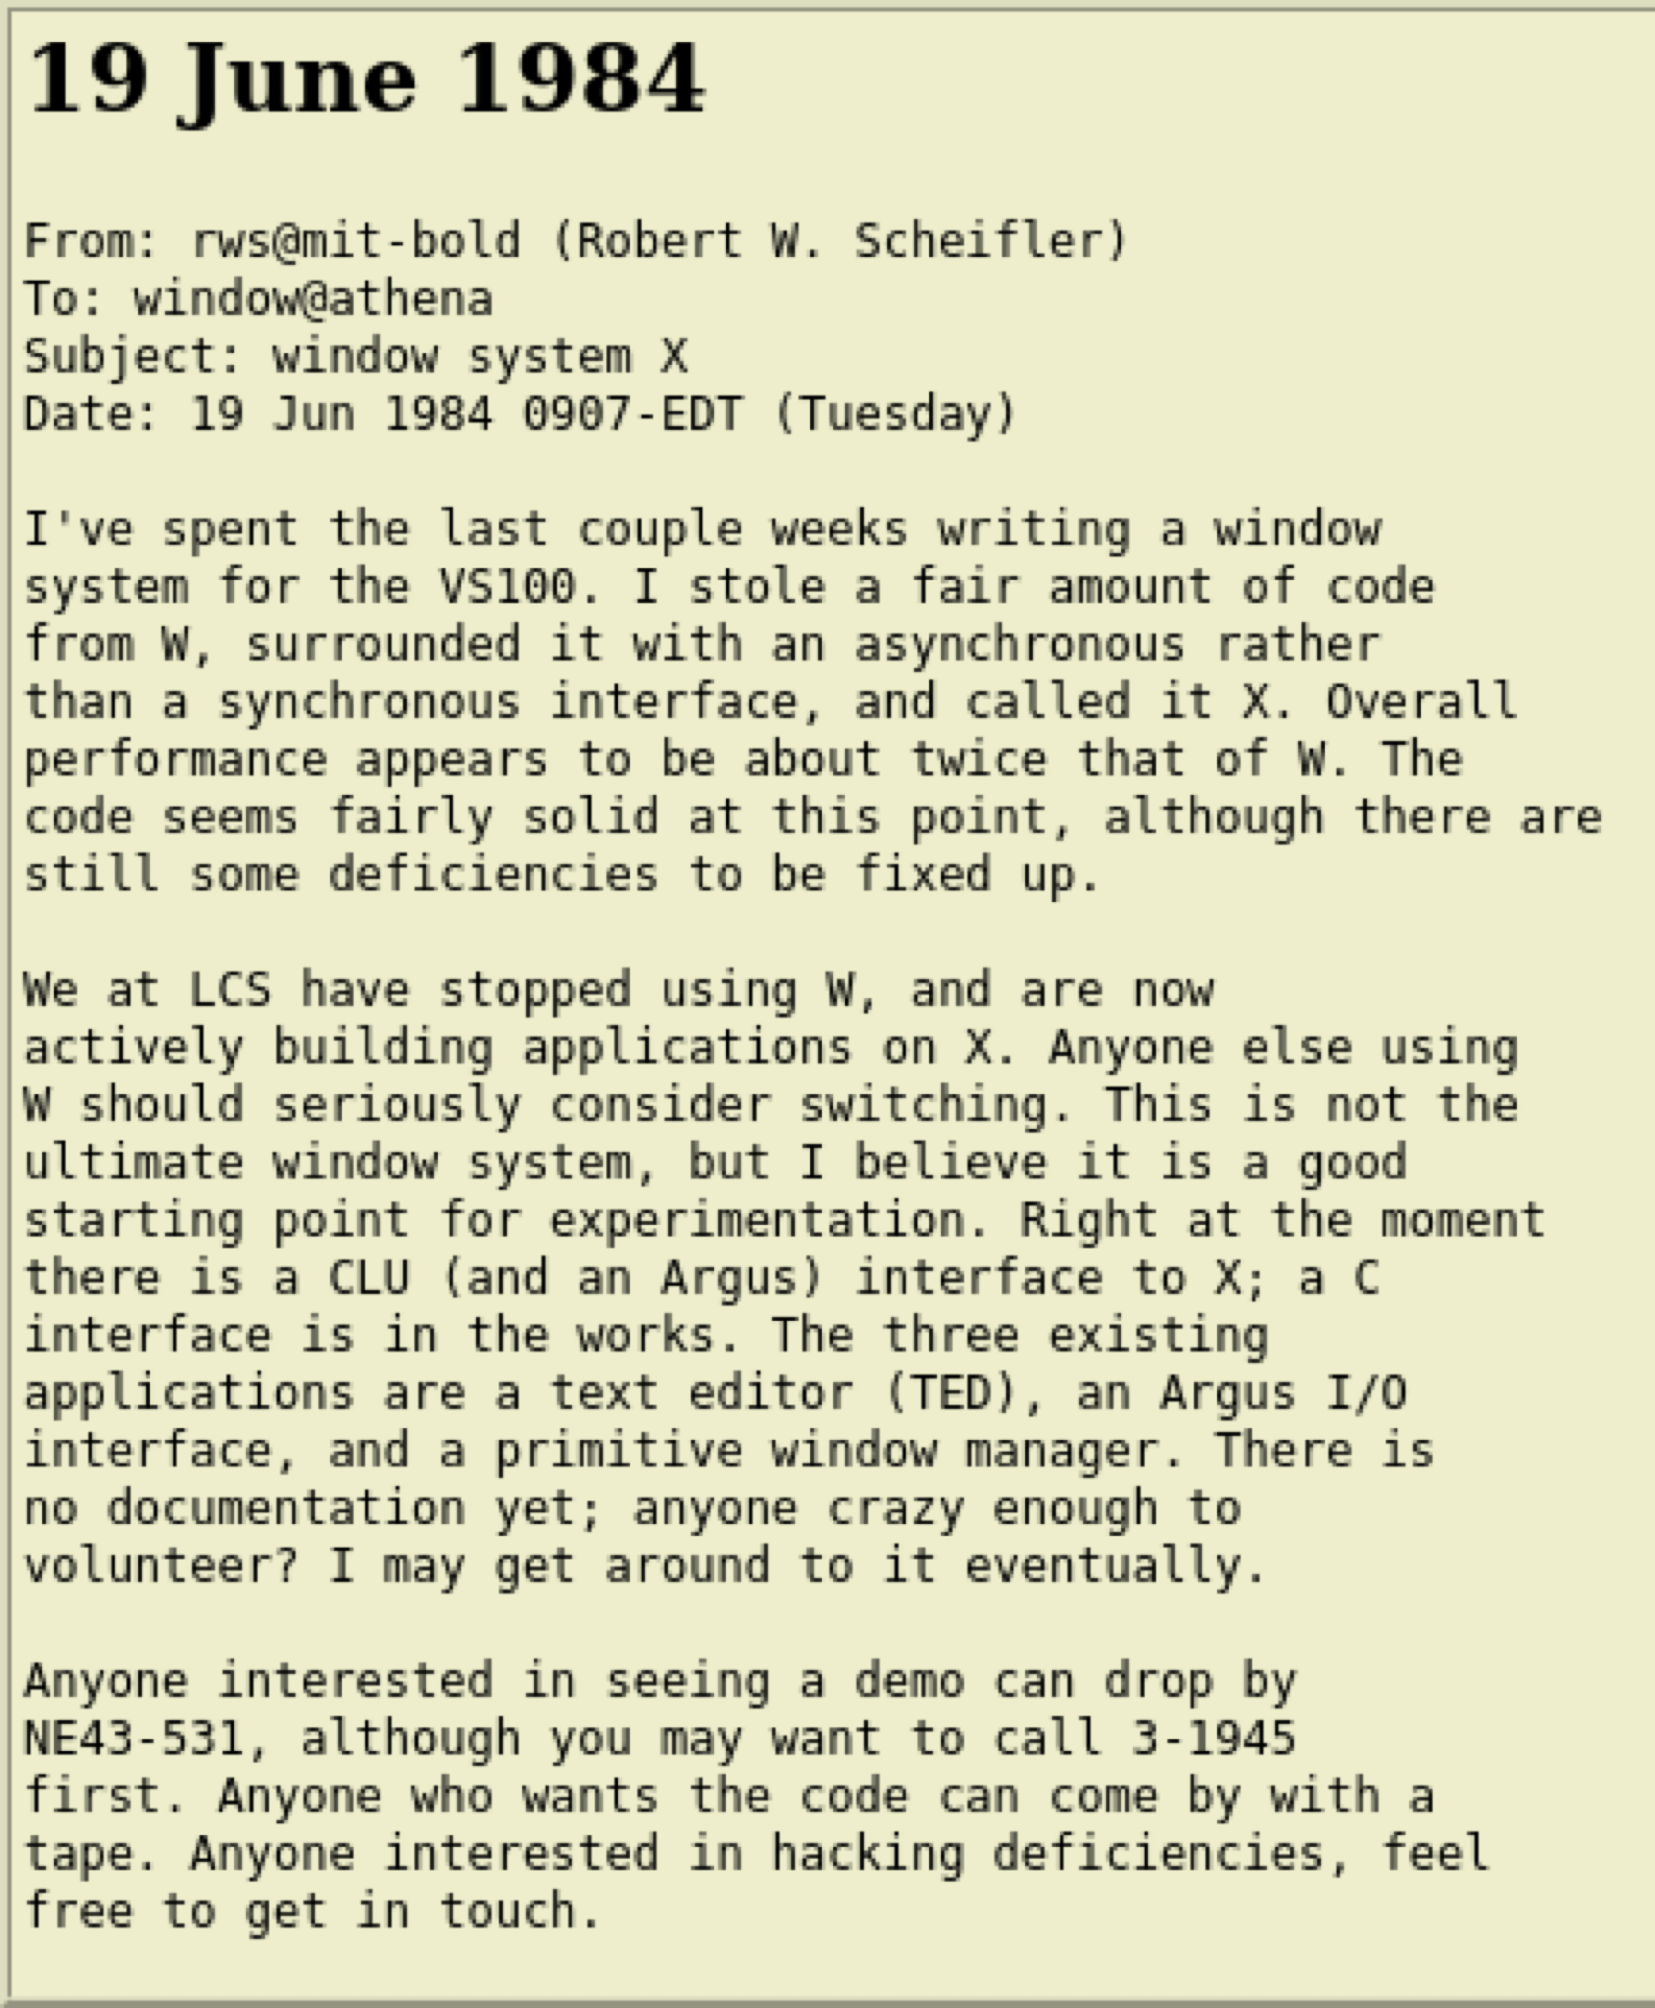 19 June 1984
From: rws@mit-bold (Robert W. Scheifler)
To: window@athena
Subject: window system X
Date: 19 Jun 1984 0907-EDT (Tuesday)
I've spent the last couple weeks writing a window
system for the VS100. I stole a fair amount of code
from W, surrounded it with an asynchronous rather
than a synchronous interface, and called it X. Overall
performance appears to be about twice that of W. The
code seems fairly solid at this point, although there are
still some deficiencies to be fixed up.
We at LCS have stopped using W, and are now
actively building applications on X. Anyone else using
W should seriously consider switching. This is not the
ultimate window system, but I believe it is a good
starting point for experimentation. Right at the moment
there is a CLU (and an Argus) interface to X; a C
interface is in the works. The three existing
applications are a text editor (TED), an Argus I/O
interface, and a primitive window manager. There is
no documentation yet; anyone crazy enough to
volunteer? I may get around to it eventually.
Anyone interested in seeing a demo can drop by
NE43-531, although you may want to call 3-1945
first. Anyone who wants the code can come by with a
tape. Anyone interested in hacking deficiencies, feel
free to get in touch.